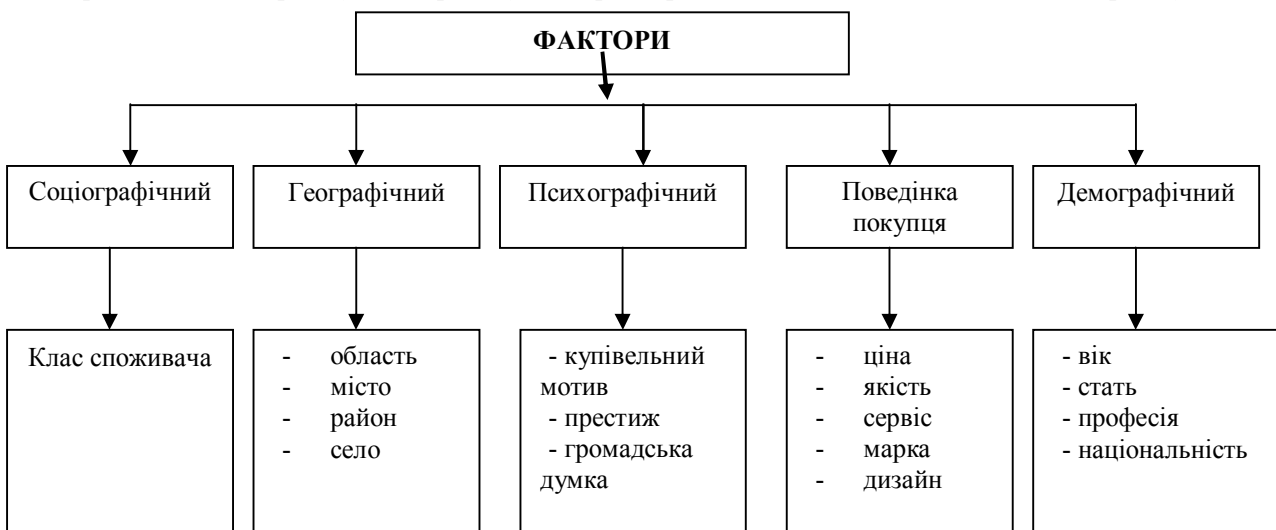 ФАКТОРИ
Соціографічний
Географічний
Психографічний
Поведінка
покупця
Демографічний
Клас споживача
- область
- місто
- район
- село
- купівельний
мотив
- престиж
- громадська
думка
- ціна
- якість
- сервіс
- марка
- дизайн
- вік
- стать
- професія
- національність